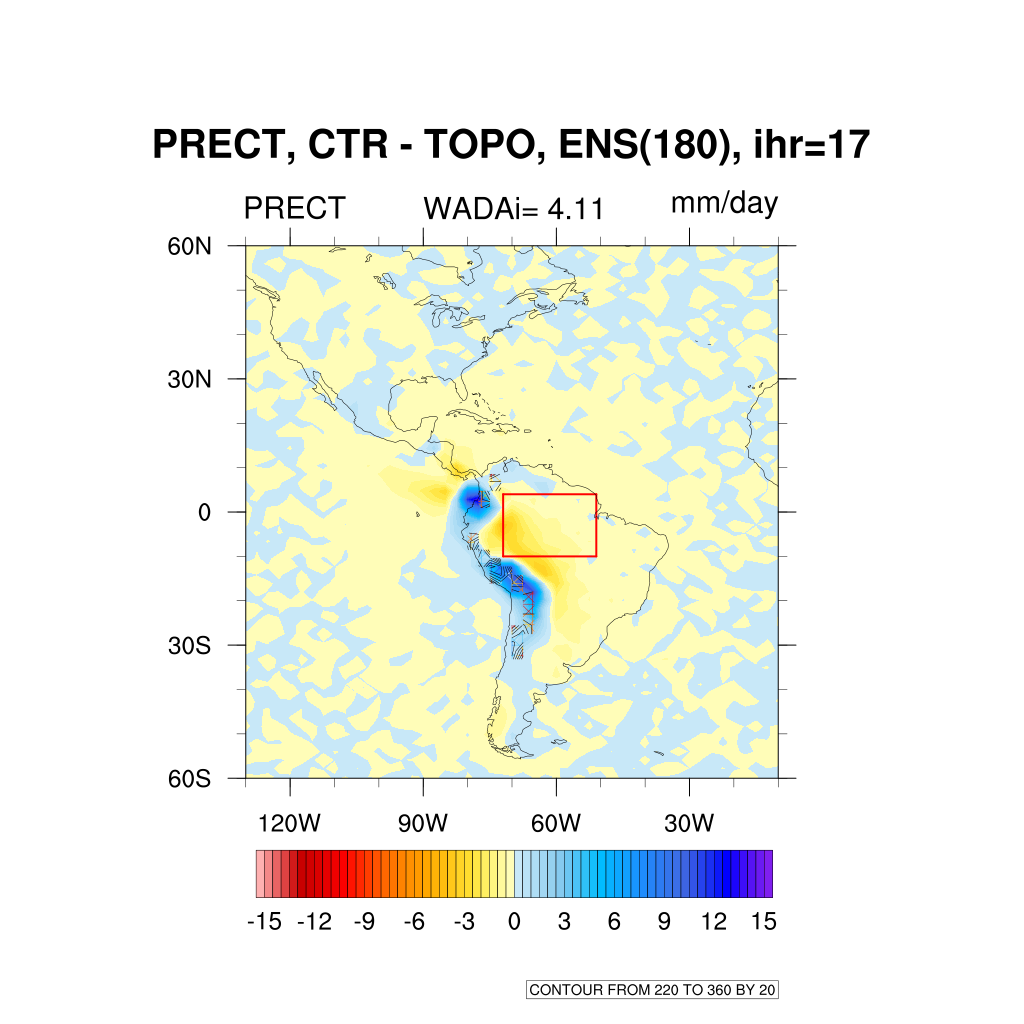 PRECT, CTR - TOPO, ENS(180), ihr=17
PRECT WADAi= 4.11 mm/day
60N
30N
0
30S
60S
120W 90W 60W 30W
-15 -12 -9 -6 -3 0 3 6 9 12 15
CONTOUR FROM 220 TO 360 BY 20